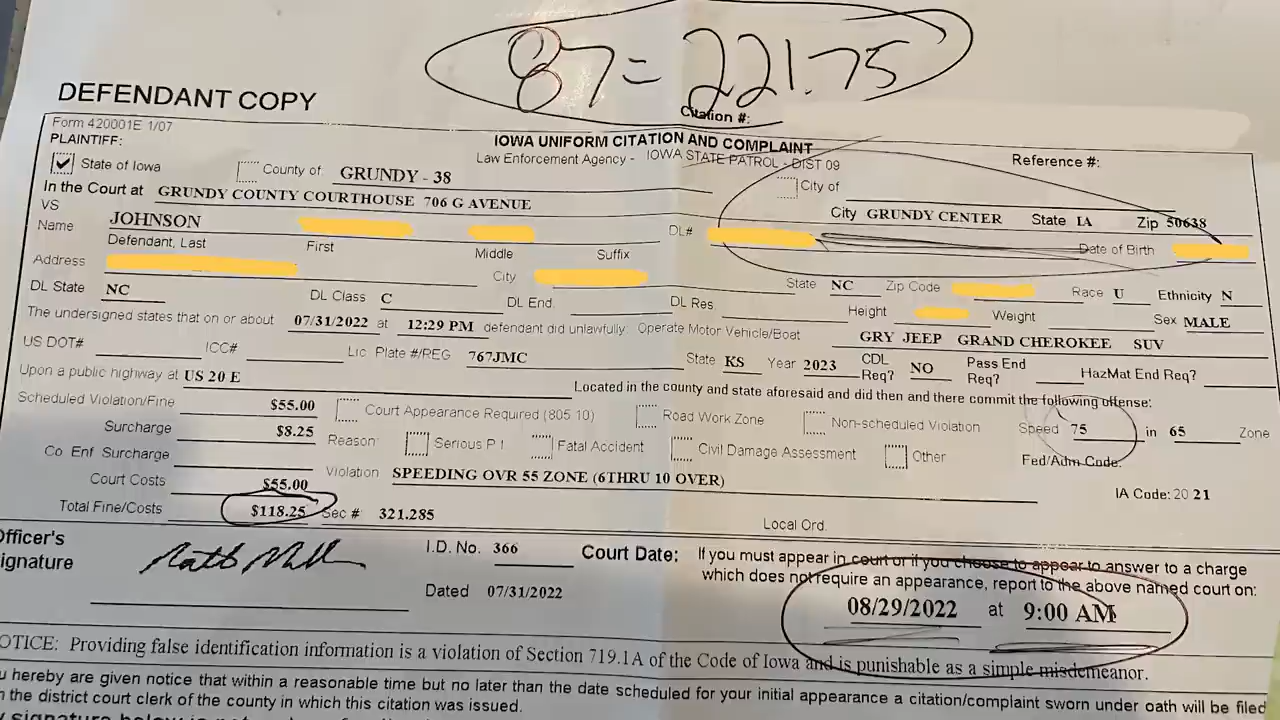 87 = 221.75
DEFENDANT COPY
Citation #:
Form 420001E 1/07
IOWA UNIFORM CITATION AND COMPLAINT
PLAINTIFF:
Law Enforcement Agency - IOWA STATE PATROL - DIST 09
Reference #:
State of Iowa County of GRUNDY - 38 City of
In the Court at GRUNDY COUNTY COURTHOUSE 706 G AVENUE City GRUNDY CENTER State IA Zip 50638
VS
Name JOHNSON DL# Date of Birth
Defendant, Last First Middle Suffix
Address City State NC Zip Code Race U Ethnicity N
DL State NC DL Class C DL End. DL Res. Height Weight Sex MALE
The undersigned states that on or about 07/31/2022 at 12:29 PM defendant did unlawfully Operate Motor Vehicle/Boat GRY JEEP GRAND CHEROKEE SUV
US DOT# ICC# Lic Plate #/REG 767JMC State KS Year 2023 CDL Req? NO Pass End Req? HazMat End Req?
Upon a public highway at US 20 E Located in the county and state aforesaid and did then and there commit the following offense:
Scheduled Violation/Fine $55.00 Court Appearance Required (805 10) Road Work Zone Non-scheduled Violation Speed 75 in 65 Zone
Surcharge $8.25 Reason: Serious P I Fatal Accident Civil Damage Assessment Other Fed/Adm Code:
Co Enf Surcharge
Violation SPEEDING OVR 55 ZONE (6THRU 10 OVER)
Court Costs $55.00 IA Code: 20 21
Total Fine/Costs $118.25 Sec # 321.285 Local Ord.
Officer's
ignature I.D. No. 366 Court Date: If you must appear in court or if you choose to appear to answer to a charge
which does not require an appearance, report to the above named court on:
Dated 07/31/2022 08/29/2022 at 9:00 AM
OTICE: Providing false identification information is a violation of Section 719.1A of the Code of Iowa and is punishable as a simple misdemeanor.
u hereby are given notice that within a reasonable time but no later than the date scheduled for your initial appearance a citation/complaint sworn under oath will be filed
n the district court clerk of the county in which this citation was issued.